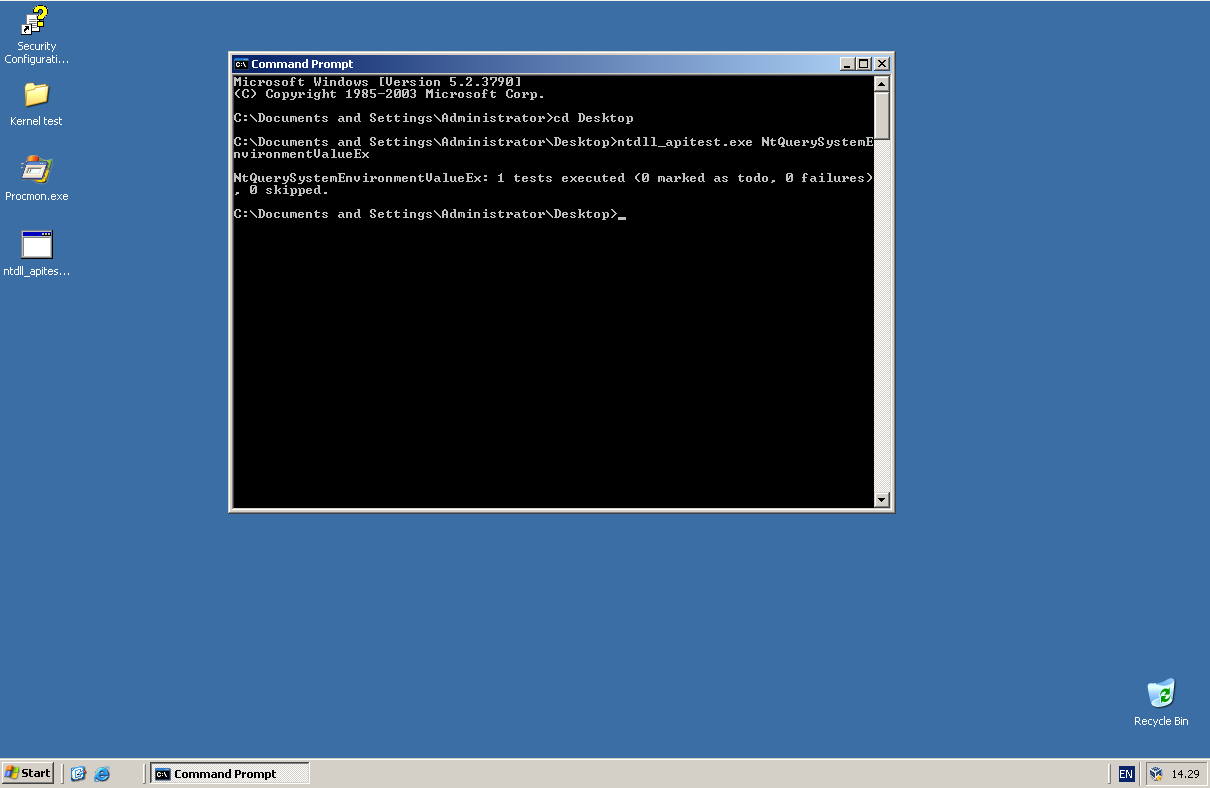 Security
Configurati...
Kernel test
Procmon.exe
ntdll_apites...
Command Prompt
Microsoft Windows [Version 5.2.3790]
(C) Copyright 1985-2003 Microsoft Corp.
C:\Documents and Settings\Administrator>cd Desktop
C:\Documents and Settings\Administrator\Desktop>ntdll_apitest.exe NtQuerySystemE
nvironmentValueEx
NtQuerySystemEnvironmentValueEx: 1 tests executed (0 marked as todo, 0 failures)
, 0 skipped.
C:\Documents and Settings\Administrator\Desktop>_
Recycle Bin
Start
Command Prompt
EN
14.29